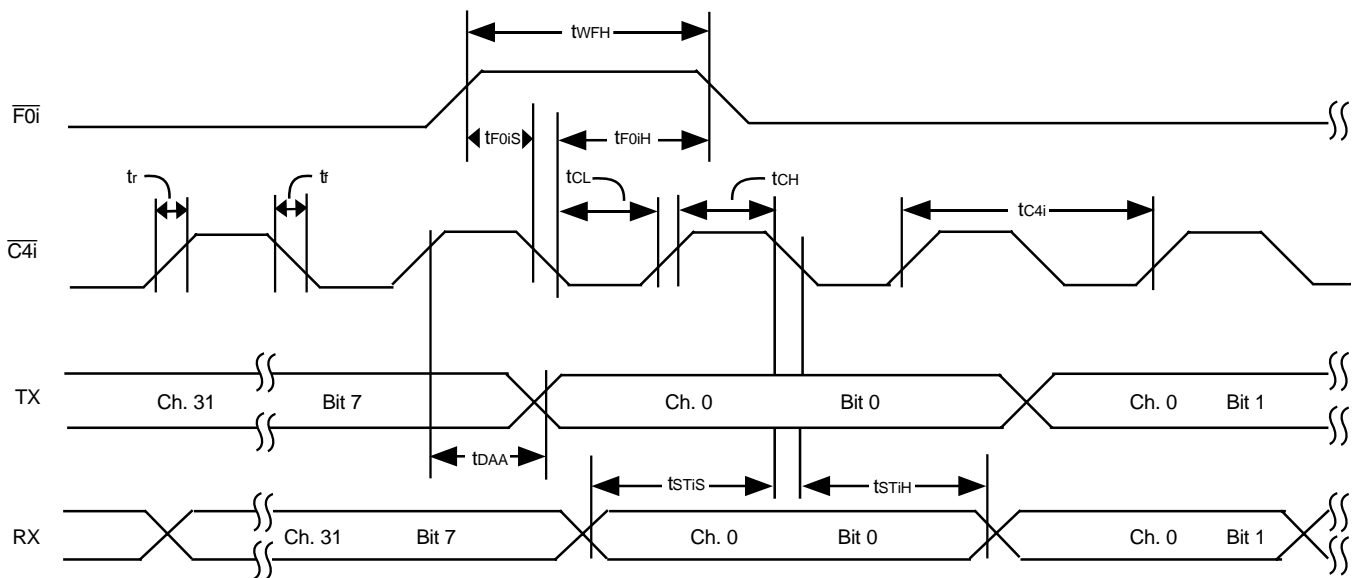 tWFH
F0i
tF0iS
tF0iH
tr
tf
tCL
tCH
tC4i
C4i
TX
Ch. 31 Bit 7
Ch. 0 Bit 0
Ch. 0 Bit 1
tDAA
tSTiS
tSTiH
RX
Ch. 31 Bit 7
Ch. 0 Bit 0
Ch. 0 Bit 1